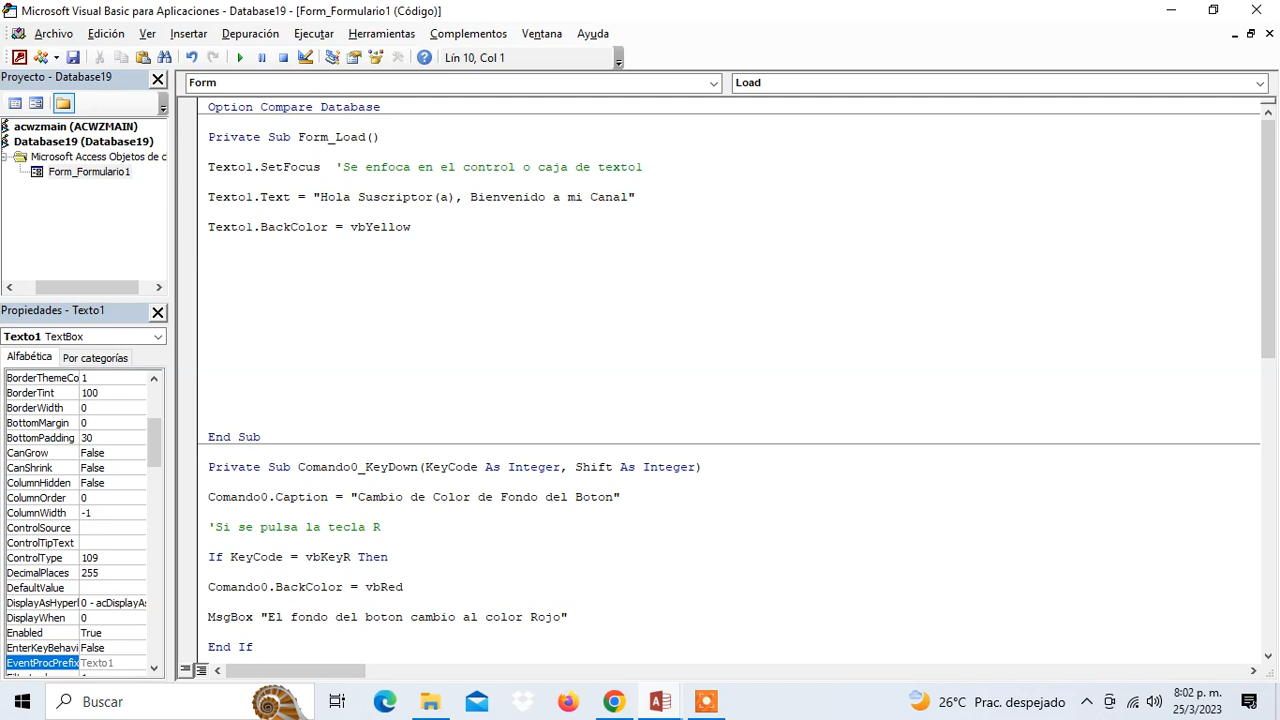 Microsoft Visual Basic para Aplicaciones - Database19 - [Form_Formulario1 (Código)]
Archivo Edición Ver Insertar Depuración Ejecutar Herramientas Complementos Ventana Ayuda
Lín 10, Col 1
Proyecto - Database19
acwzmain (ACWZMAIN)
Database19 (Database19)
Microsoft Access Objetos de c
Form_Formulario1
Propiedades - Texto1
Texto1 TextBox
Alfabética Por categorías
BorderThemeCo 1
BorderTint 100
BorderWidth 0
BottomMargin 0
BottomPadding 30
CanGrow False
CanShrink False
ColumnHidden False
ColumnOrder 0
ColumnWidth -1
ControlSource
ControlTipText
ControlType 109
DecimalPlaces 255
DefaultValue
DisplayAsHyperl 0 - acDisplayAs
DisplayWhen 0
Enabled True
EnterKeyBehavi False
EventProcPrefix Texto1
Form Load
Option Compare Database
Private Sub Form_Load()
Texto1.SetFocus 'Se enfoca en el control o caja de texto1
Texto1.Text = "Hola Suscriptor(a), Bienvenido a mi Canal"
Texto1.BackColor = vbYellow
End Sub
Private Sub Comando0_KeyDown(KeyCode As Integer, Shift As Integer)
Comando0.Caption = "Cambio de Color de Fondo del Boton"
'Si se pulsa la tecla R
If KeyCode = vbKeyR Then
Comando0.BackColor = vbRed
MsgBox "El fondo del boton cambio al color Rojo"
End If
Buscar
26°C Prac. despejado
8:02 p. m.
25/3/2023